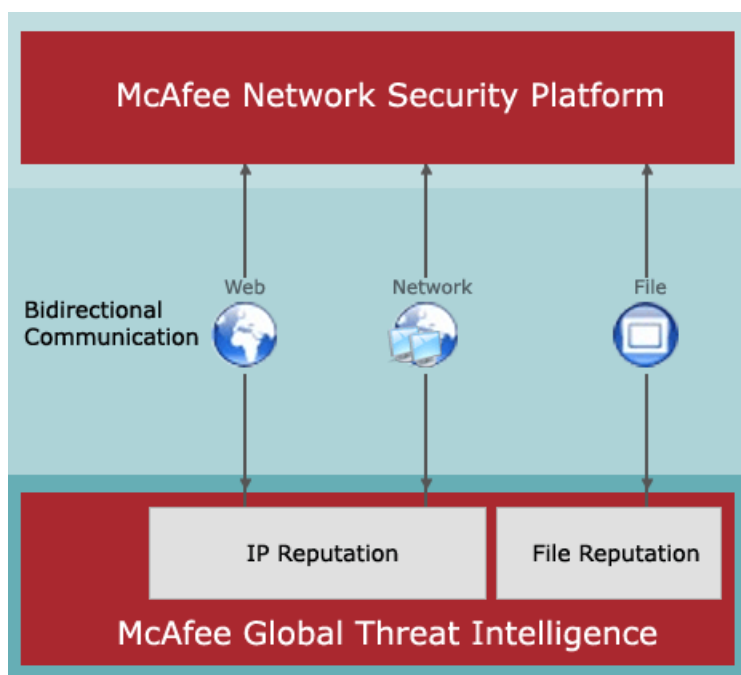 McAfee Network Security Platform
Web
Network
File
Bidirectional
Communication
IP Reputation
File Reputation
McAfee Global Threat Intelligence